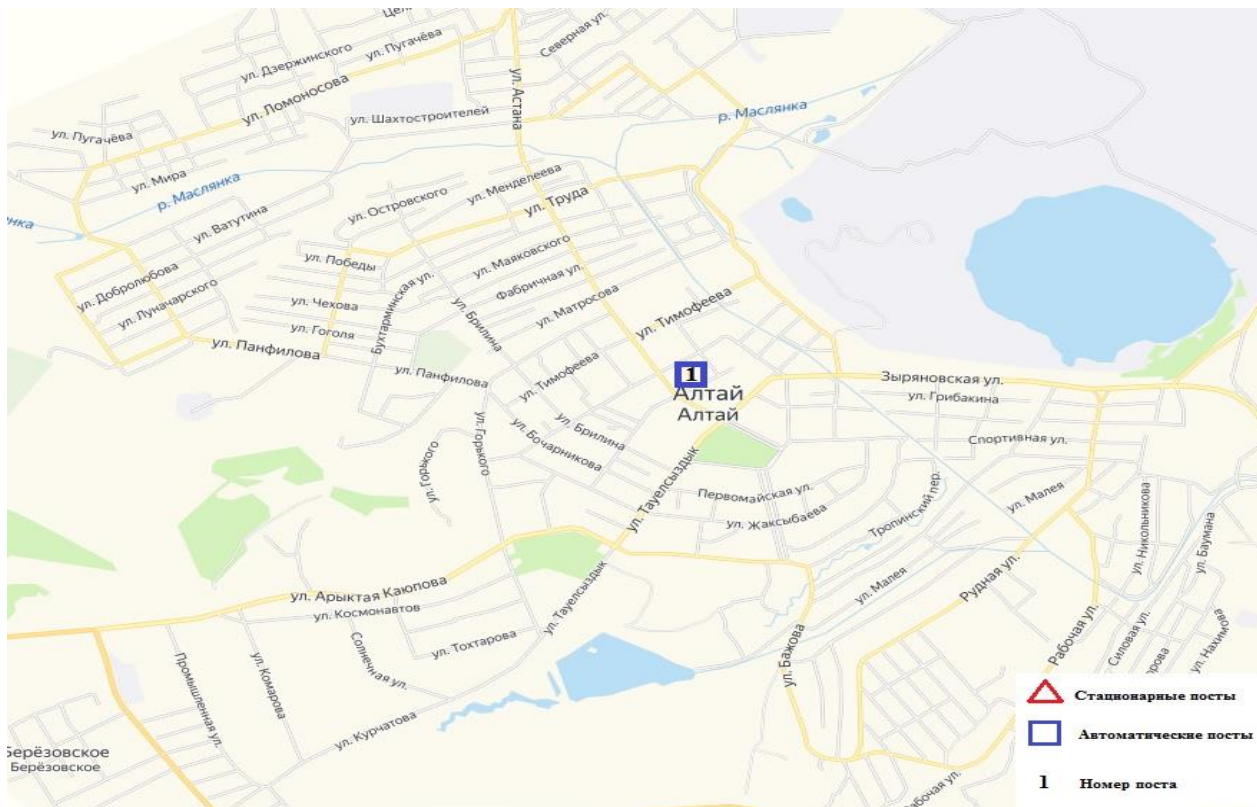 Цел
ул. Дзержинского
ул. Пугачёва
Северная ул.
ул. Ломоносова
ул. Астана
ул. Шахтостроителей
р. Маслянка
ул. Пугачёва
ул. Мира
р. Маслянка
нка
ул. Ватутина
ул. Островского
ул. Менделеева
ул. Труда
ул. Победы
ул. Маяковского
ул. Добролюбова
ул. Луначарского
ул. Чехова
Фабричная ул.
Бухтарминская ул.
ул. Гоголя
ул. Матросова
ул. Брилина
ул. Тимофеева
ул. Панфилова
ул. Панфилова
ул. Тимофеева
1
Алтай
Алтай
Зыряновская ул.
ул. Грибакина
ул. Горького
ул. Горького
ул. Брилина
ул. Бочарникова
Спортивная ул.
Первомайская ул.
ул. Жаксыбаева
ул. Тауелсыздык
Тропинский пер.
ул. Малея
ул. Никольникова
ул. Баумана
ул. Арыктая Каюпова
ул. Космонавтов
ул. Тохтарова
ул. Тауелсыздык
ул. Малея
Рудная ул.
Солнечная ул.
Промышленная ул.
ул. Комарова
ул. Курчатова
ул. Бажова
Рабочая ул.
Силовая ул.
орова
ул. Нахимова
Берёзовское
Берёзовское
Рабочая ул.
Стационарные посты
Автоматические посты
1 Номер поста